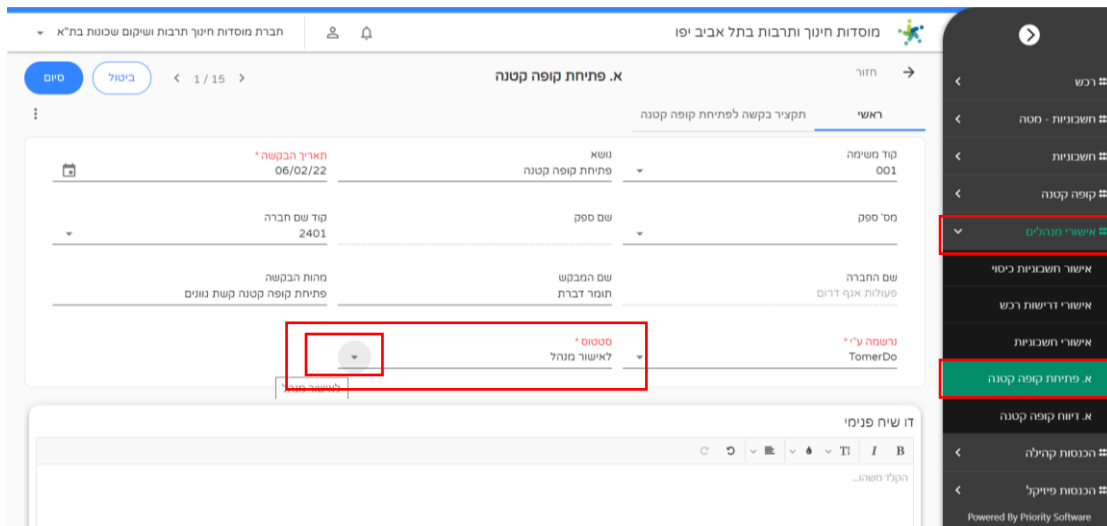 מוסדות חינוך ותרבות בתל אביב יפו
חברת מוסדות חינוך תרבות ושיקום שכונות בת"א
חזור
א. פתיחת קופה קטנה
1 / 15
ביטול
סיום
ראשי
תקציר בקשה לפתיחת קופה קטנה
קוד משימה
001
נושא
פתיחת קופה קטנה
תאריך הבקשה *
06/02/22
מס' ספק
שם ספק
קוד שם חברה
2401
שם החברה
פעולות אגף דרום
שם המבקש
תומר דברת
מהות הבקשה
פתיחת קופה קטנה קשת גוונים
נרשמה ע"י *
TomerDo
סטטוס *
לאישור מנהל
לאישור מנהל
דו שיח פנימי
B I TI
הקלד משהו...
רכש
חשבוניות - מטה
חשבוניות
קופה קטנה
אישורי מנהלים
אישור חשבוניות כיסוי
אישורי דרישות רכש
אישורי חשבוניות
א. פתיחת קופה קטנה
א. דיווח קופה קטנה
הכנסות קהילה
הכנסות פיזיקל
Powered By Priority Software